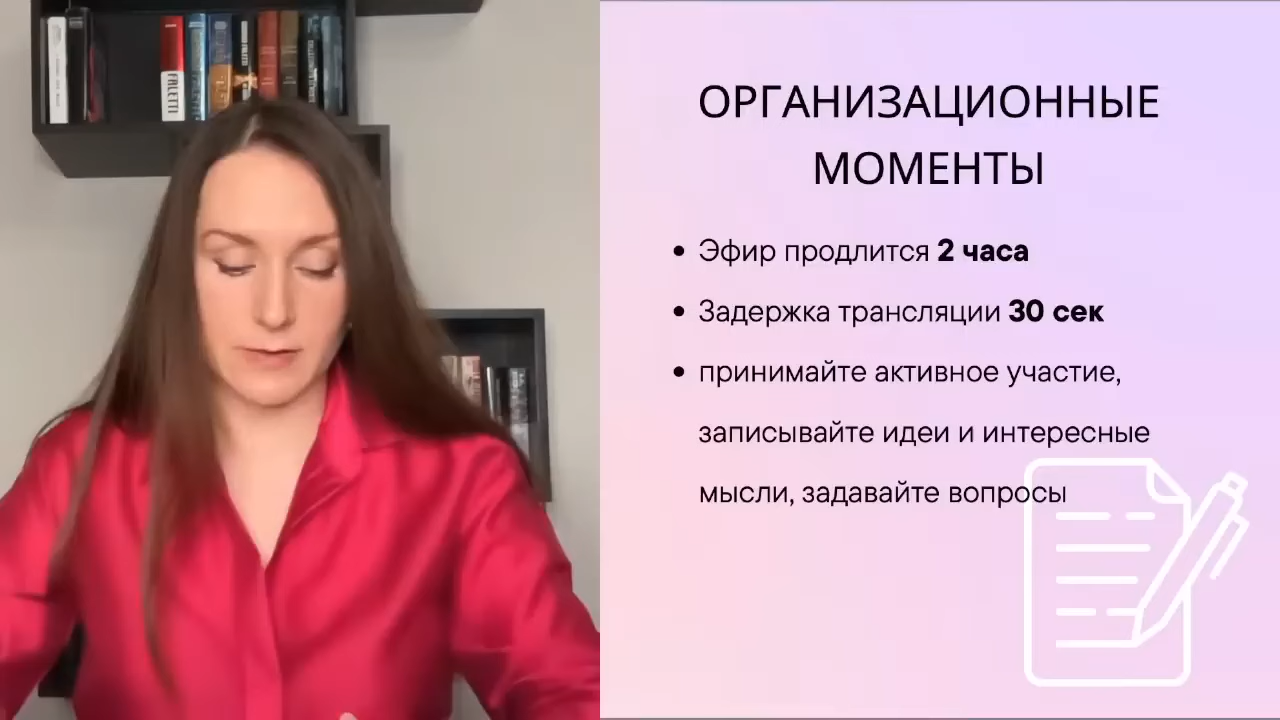 FALETTI
ОРГАНИЗАЦИОННЫЕ
МОМЕНТЫ
• Эфир продлится 2 часа
• Задержка трансляции 30 сек
• принимайте активное участие,
записывайте идеи и интересные
мысли, задавайте вопросы